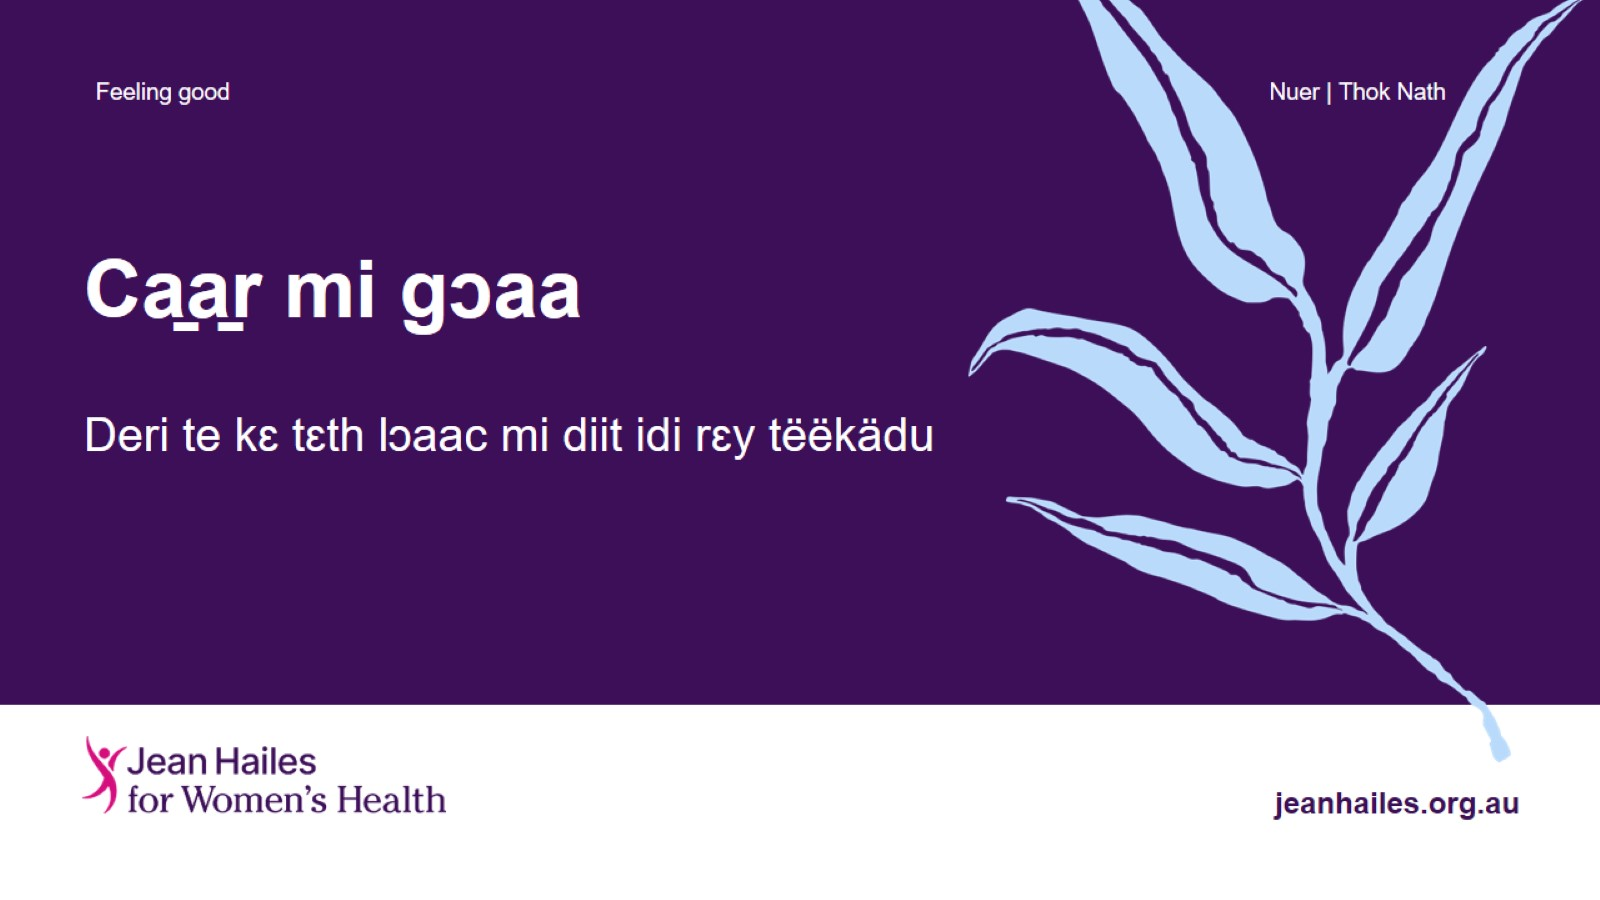 Feeling good
Nuer | Thok Nath
Ca̱a̱r mi gɔaa
Deri te kɛ tɛth lɔaac mi diit idi rɛy tëëkädu
Jean Hailes
for Women's Health
jeanhailes.org.au